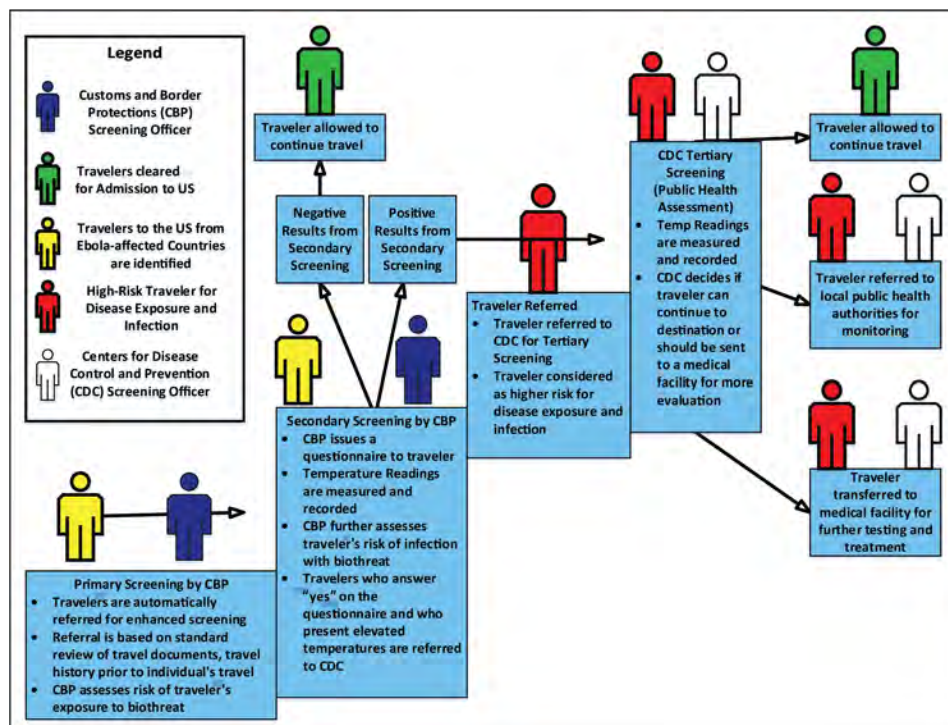 Legend
Customs and Border
Protections (CBP)
Screening Officer
Travelers cleared
for Admission to US
Travelers to the US from
Ebola-affected Countries
are identified
High-Risk Traveler for
Disease Exposure and
Infection
Centers for Disease
Control and Prevention
(CDC) Screening Officer
Primary Screening by CBP
• Travelers are automatically
referred for enhanced screening
• Referral is based on standard
review of travel documents, travel
history prior to individual's travel
• CBP assesses risk of traveler's
exposure to biothreat
Secondary Screening by CBP
• CBP issues a
questionnaire to traveler
• Temperature Readings
are measured and
recorded
• CBP further assesses
traveler's risk of infection
with biothreat
• Travelers who answer
"yes" on the
questionnaire and who
present elevated
temperatures are referred
to CDC
Negative
Results from
Secondary
Screening
Traveler allowed to
continue travel
Positive
Results from
Secondary
Screening
Traveler Referred
• Traveler referred to
CDC for Tertiary
Screening
• Traveler considered
as higher risk for
disease exposure and
infection
CDC Tertiary
Screening
(Public Health
Assessment)
• Temp Readings
are measured
and recorded
• CDC decides if
traveler can
continue to
destination or
should be sent
to a medical
facility for more
evaluation
Traveler allowed to
continue travel
Traveler referred to
local public health
authorities for
monitoring
Traveler
transferred to
medical facility for
further testing and
treatment